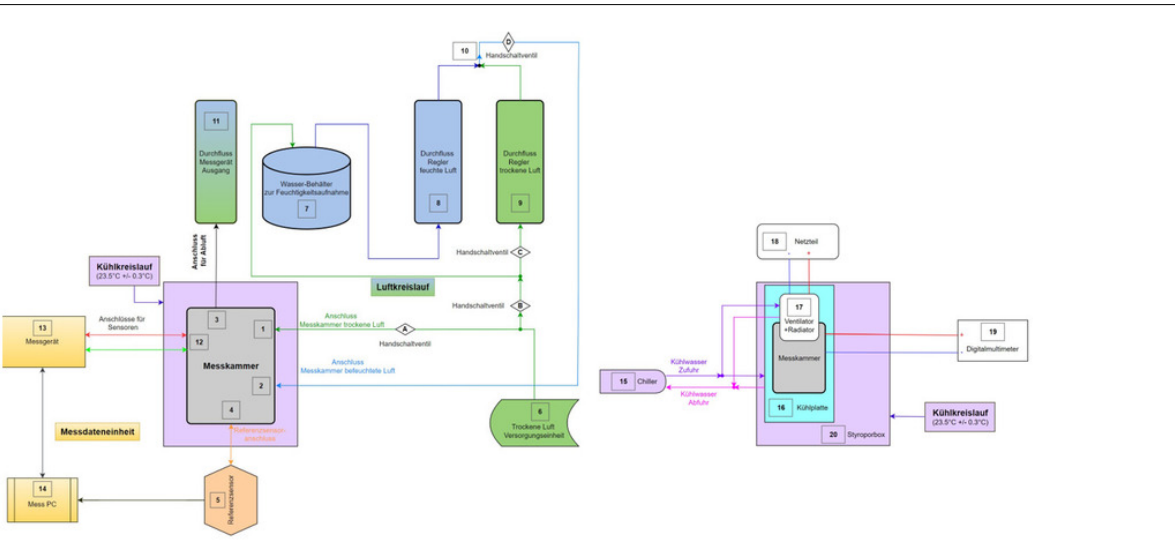 10
D
Handschaltventil
11
Durchfluss
Messgerät
Ausgang
Wasser-Behälter
zur Feuchtigkeitsaufnahme
7
Durchfluss
Regler
feuchte Luft
8
Durchfluss
Regler
trockene Luft
9
Anschluss
für Abluft
Handschaltventil
C
Kühlkreislauf
(23.5°C +/- 0.3°C)
Luftkreislauf
Handschaltventil
B
13
Messgerät
Anschlüsse für
Sensoren
3
1
12
Messkammer
2
4
Anschluss
Messkammer trockene Luft
A
Handschaltventil
Anschluss
Messkammer befeuchtete Luft
6
Trockene Luft
Versorgungseinheit
Messdateneinheit
Referenzsensor-
anschluss
14
Mess PC
5
Referenzsensor
18
Netzteil
-
+
17
Ventilator
+Radiator
Messkammer
+
-
19
Digitalmultimeter
Kühlwasser
Zufuhr
15
Chiller
Kühlwasser
Abfuhr
16
Kühlplatte
Kühlkreislauf
(23.5°C +/- 0.3°C)
20
Styroporbox